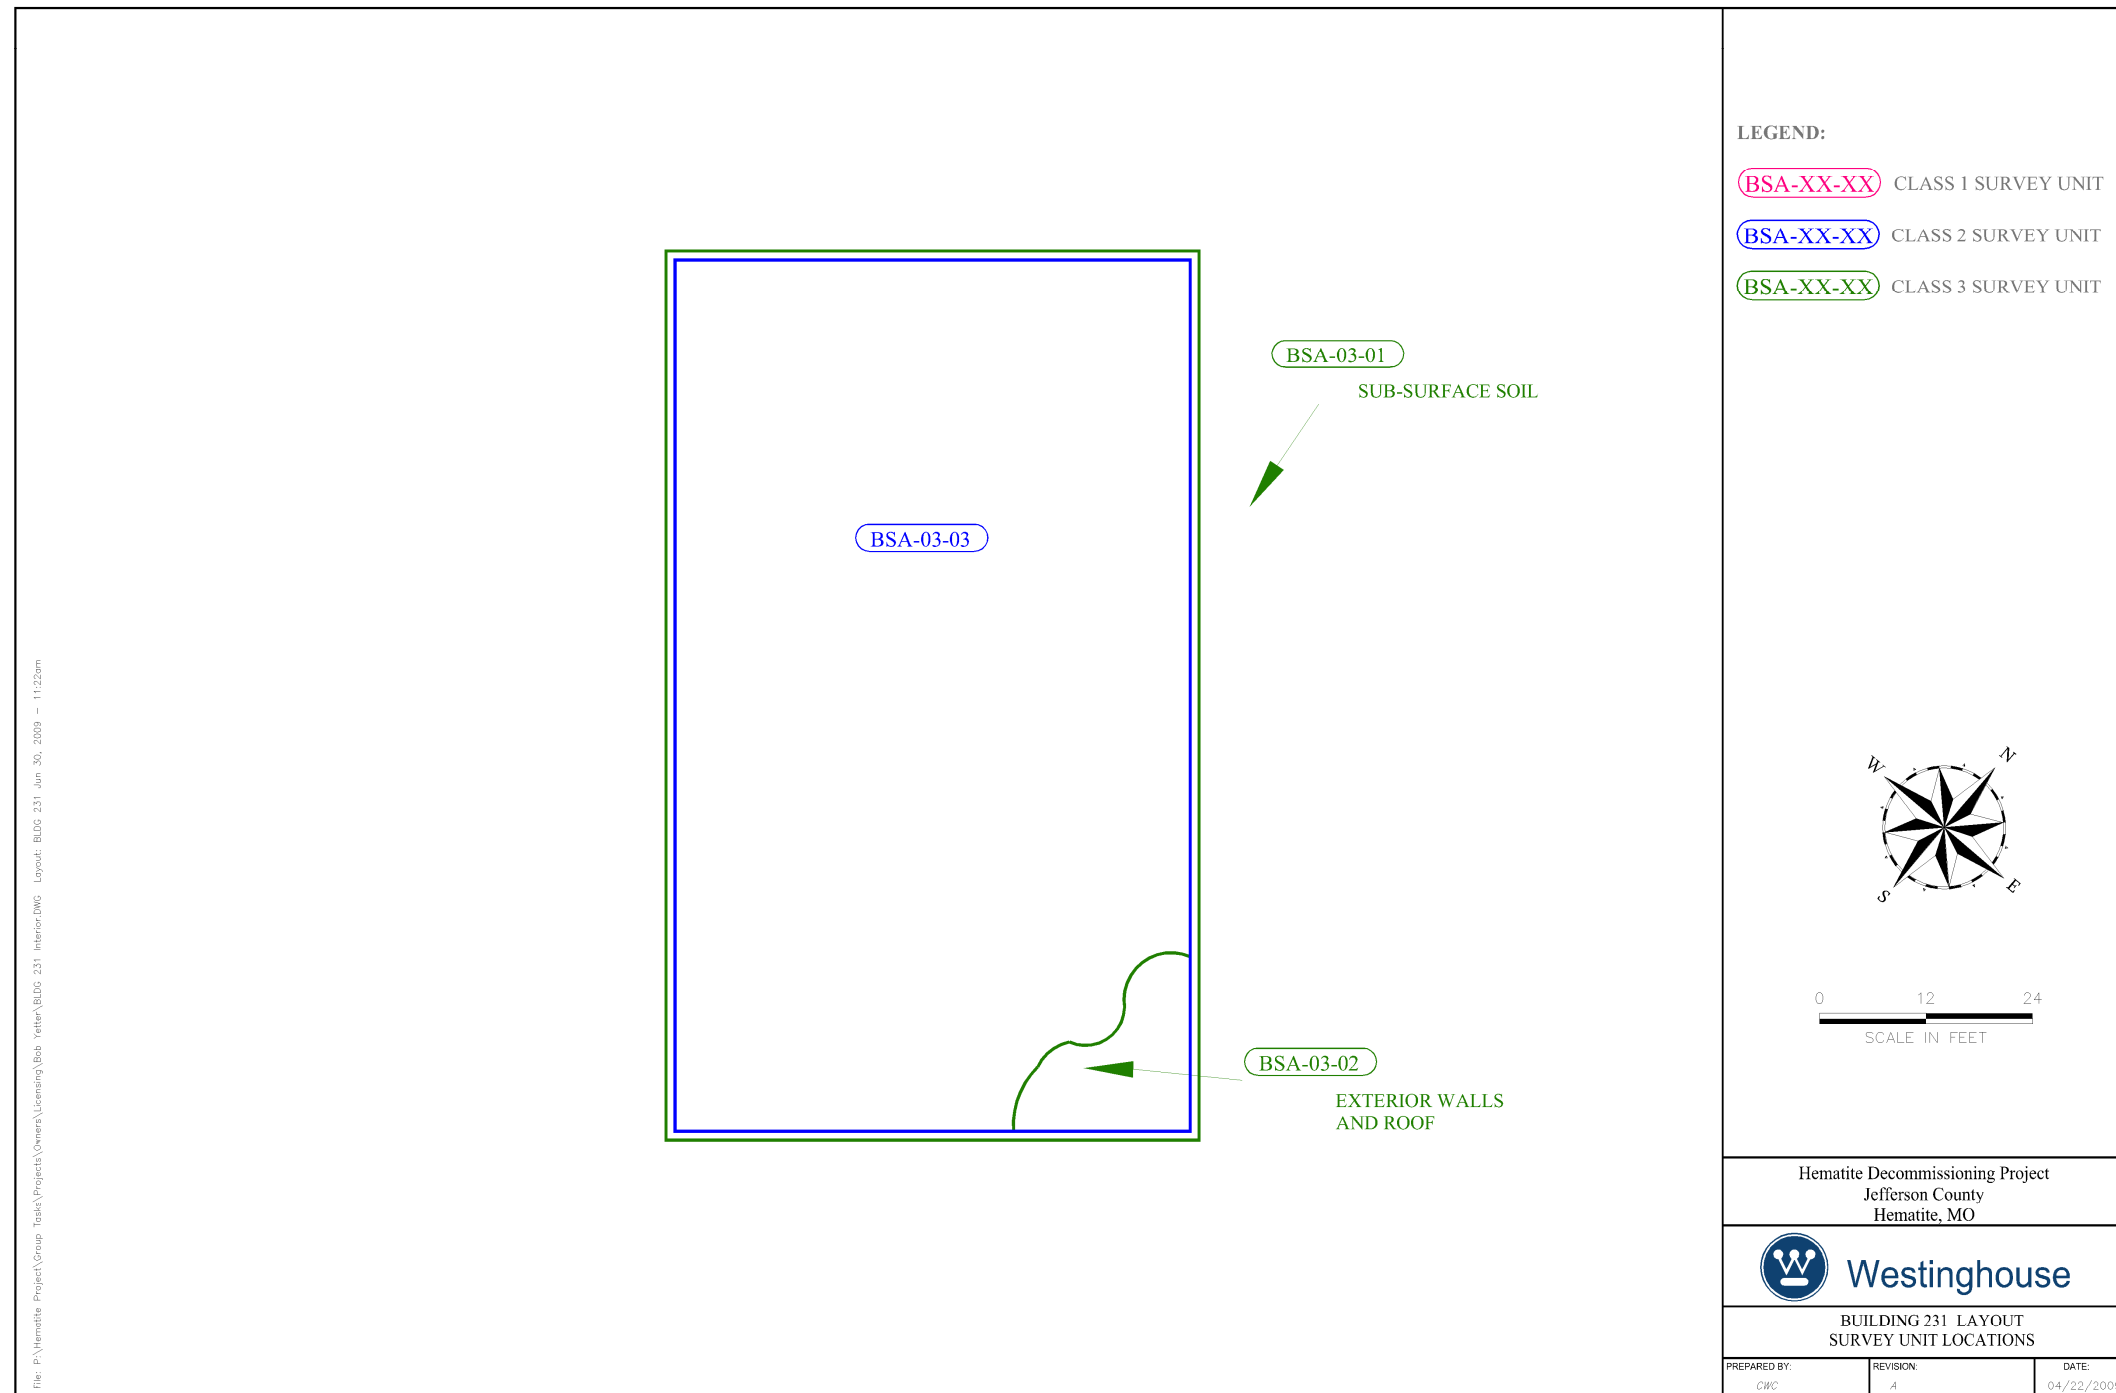 LEGEND:
BSA-XX-XX CLASS 1 SURVEY UNIT
BSA-XX-XX CLASS 2 SURVEY UNIT
BSA-XX-XX CLASS 3 SURVEY UNIT
BSA-03-01
SUB-SURFACE SOIL
BSA-03-03
BSA-03-02
EXTERIOR WALLS
AND ROOF
N
W
E
S
0 12 24
SCALE IN FEET
File: P:\Hematite Project\Group Tasks\Projects\Owners\Licensing\Bob Yetter\BLDG 231 Interior.DWG Layout: BLDG 231 Jun 30, 2009 - 11:22am
Hematite Decommissioning Project
Jefferson County
Hematite, MO
W
Westinghouse
BUILDING 231 LAYOUT
SURVEY UNIT LOCATIONS
PREPARED BY: REVISION: DATE:
CWC A 04/22/2009